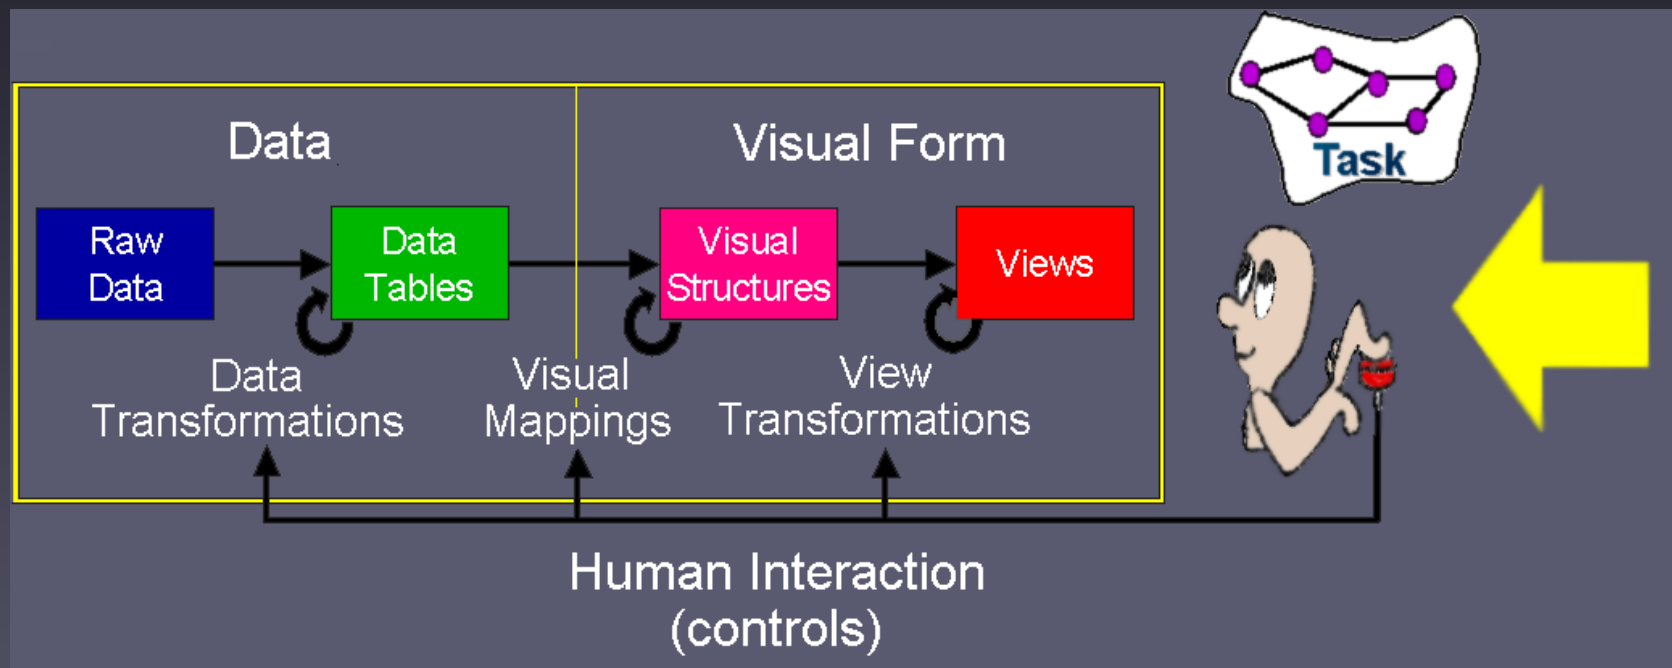 Data
Visual Form
Task
Raw
Data
Data
Tables
Visual
Structures
Views
Data
Transformations
Visual
Mappings
View
Transformations
Human Interaction
(controls)